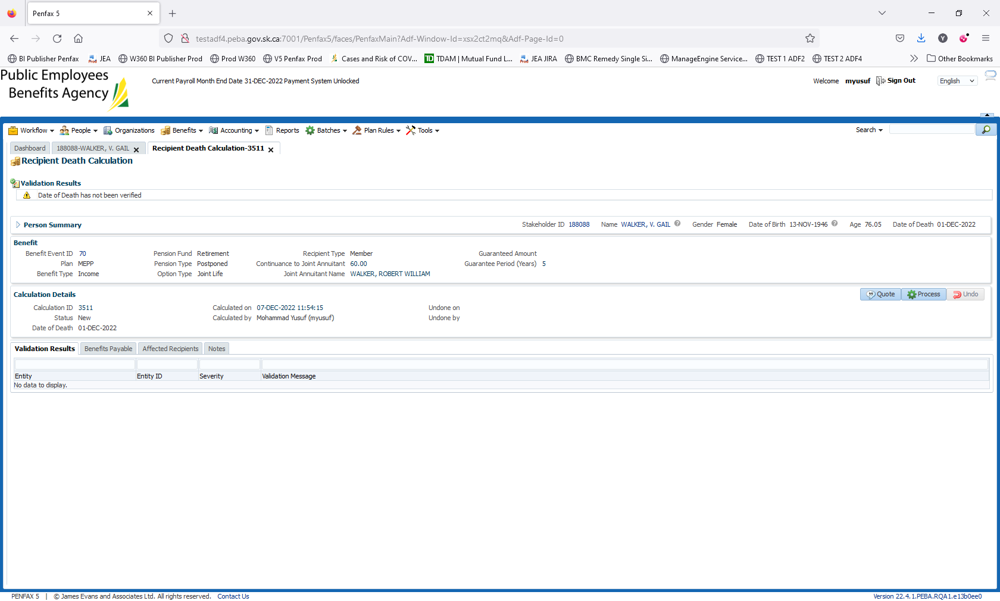 Penfax 5
testadf4.peba.gov.sk.ca:7001/Penfax5/faces/PenfaxMain?Adf-Window-Id=xsx2ct2mq&Adf-Page-Id=0
Y
BI Publisher Penfax JEA W360 BI Publisher Prod Prod W360 V5 Penfax Prod Cases and Risk of COV... TD TDAM | Mutual Fund L... JEA JIRA BMC Remedy Single Si... ManageEngine Service... TEST 1 ADF2 TEST 2 ADF4 Other Bookmarks
Public Employees
Benefits Agency
Current Payroll Month End Date 31-DEC-2022 Payment System Unlocked
Welcome myusuf Sign Out English
Workflow People Organizations Benefits Accounting Reports Batches Plan Rules Tools Search
Dashboard 188088-WALKER, V. GAIL Recipient Death Calculation-3511
Recipient Death Calculation
Validation Results
Date of Death has not been verified
Person Summary Stakeholder ID 188088 Name WALKER, V. GAIL Gender Female Date of Birth 13-NOV-1946 Age 76.05 Date of Death 01-DEC-2022
Benefit
Benefit Event ID 70 Pension Fund Retirement Recipient Type Member Guaranteed Amount
Plan MEPP Pension Type Postponed Continuance to Joint Annuitant 60.00 Guarantee Period (Years) 5
Benefit Type Income Option Type Joint Life Joint Annuitant Name WALKER, ROBERT WILLIAM
Calculation Details Quote Process Undo
Calculation ID 3511 Calculated on 07-DEC-2022 11:54:15 Undone on
Status New Calculated by Mohammad Yusuf (myusuf) Undone by
Date of Death 01-DEC-2022
Validation Results Benefits Payable Affected Recipients Notes
Entity Entity ID Severity Validation Message
No data to display.
PENFAX 5 | © James Evans and Associates Ltd. All rights reserved. Contact Us Version 22.4.1.PEBA.RQA1.e13b0ee0